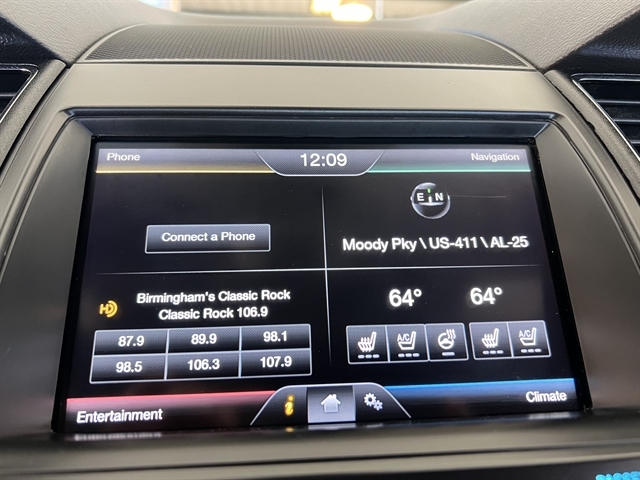 Phone
12:09
Navigation
E N
Connect a Phone
Moody Pky \ US-411 \ AL-25
HD
Birmingham's Classic Rock
Classic Rock 106.9
87.9 89.9 98.1
98.5 106.3 107.9
64° 64°
A/C A/C
Entertainment
i
Climate